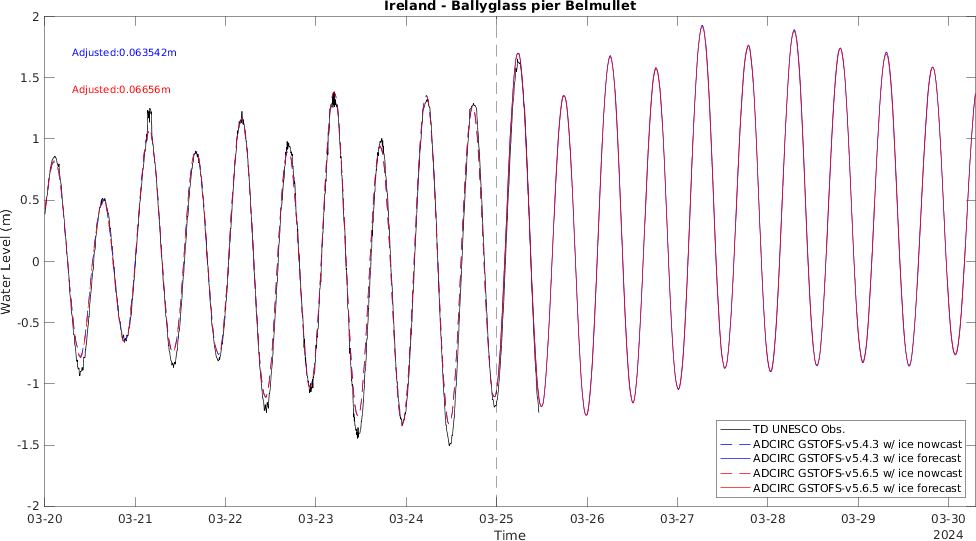 Ireland - Ballyglass pier Belmullet
Adjusted:0.063542m
Adjusted:0.06656m
Water Level (m)
2
1.5
1
0.5
0
-0.5
-1
-1.5
-2
TD UNESCO Obs.
ADCIRC GSTOFS-v5.4.3 w/ ice nowcast
ADCIRC GSTOFS-v5.4.3 w/ ice forecast
ADCIRC GSTOFS-v5.6.5 w/ ice nowcast
ADCIRC GSTOFS-v5.6.5 w/ ice forecast
03-20 03-21 03-22 03-23 03-24 03-25 03-26 03-27 03-28 03-29 03-30
2024
Time